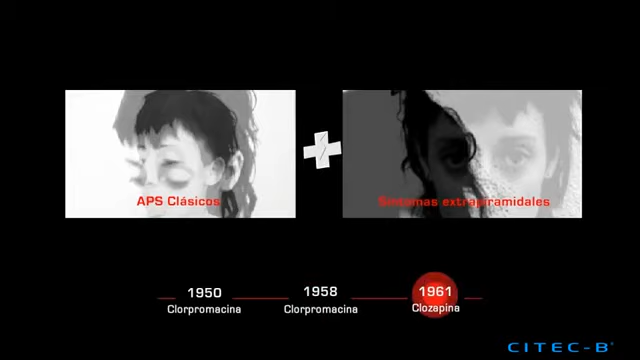 APS Clásicos
Síntomas extrapiramidales
1950
Clorpromacina
1958
Clorpromacina
1961
Clozapina
CITEC-B